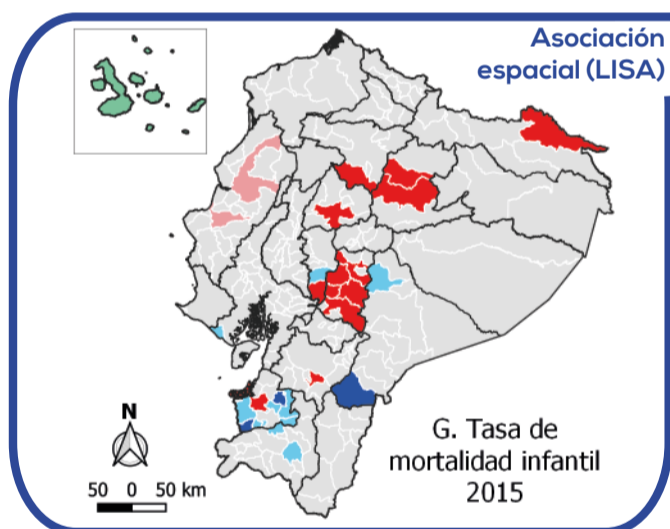 Asociación
espacial (LISA)
N
50 0 50 km
G. Tasa de
mortalidad infantil
2015